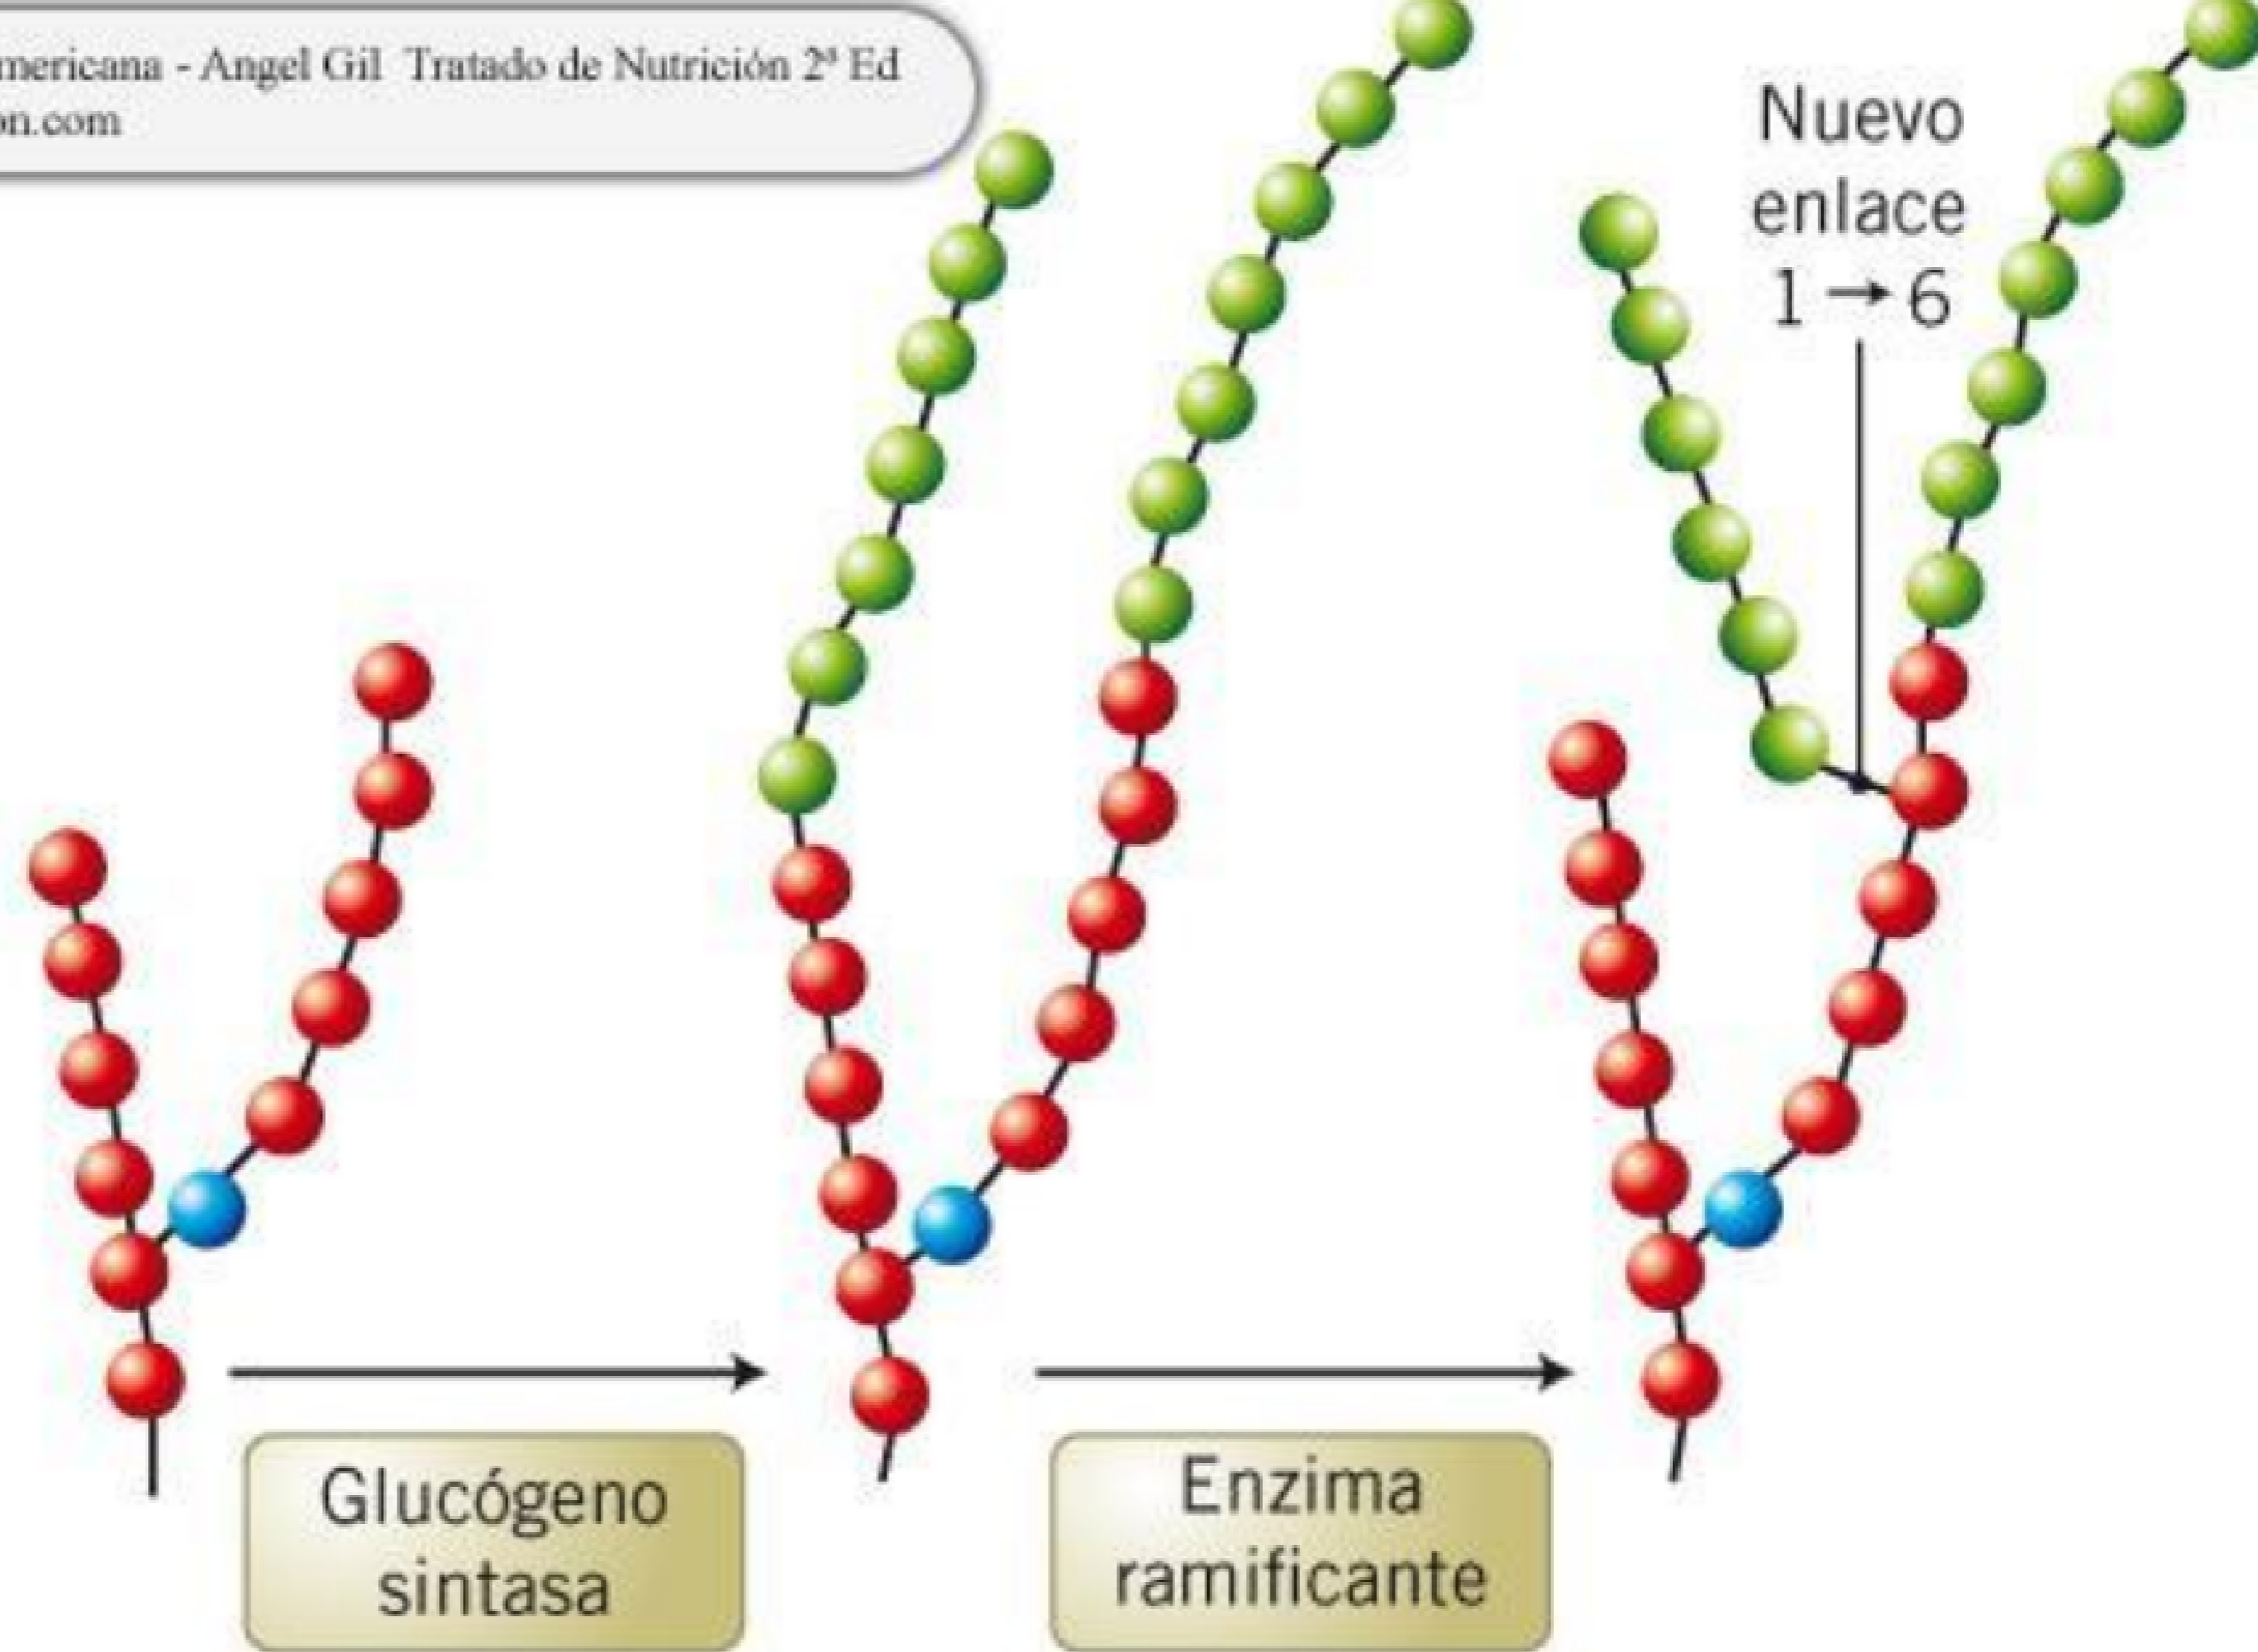 mericana - Angel Gil Tratado de Nutrición 2ª Ed
on.com
Nuevo
enlace
1 → 6
Glucógeno
sintasa
Enzima
ramificante